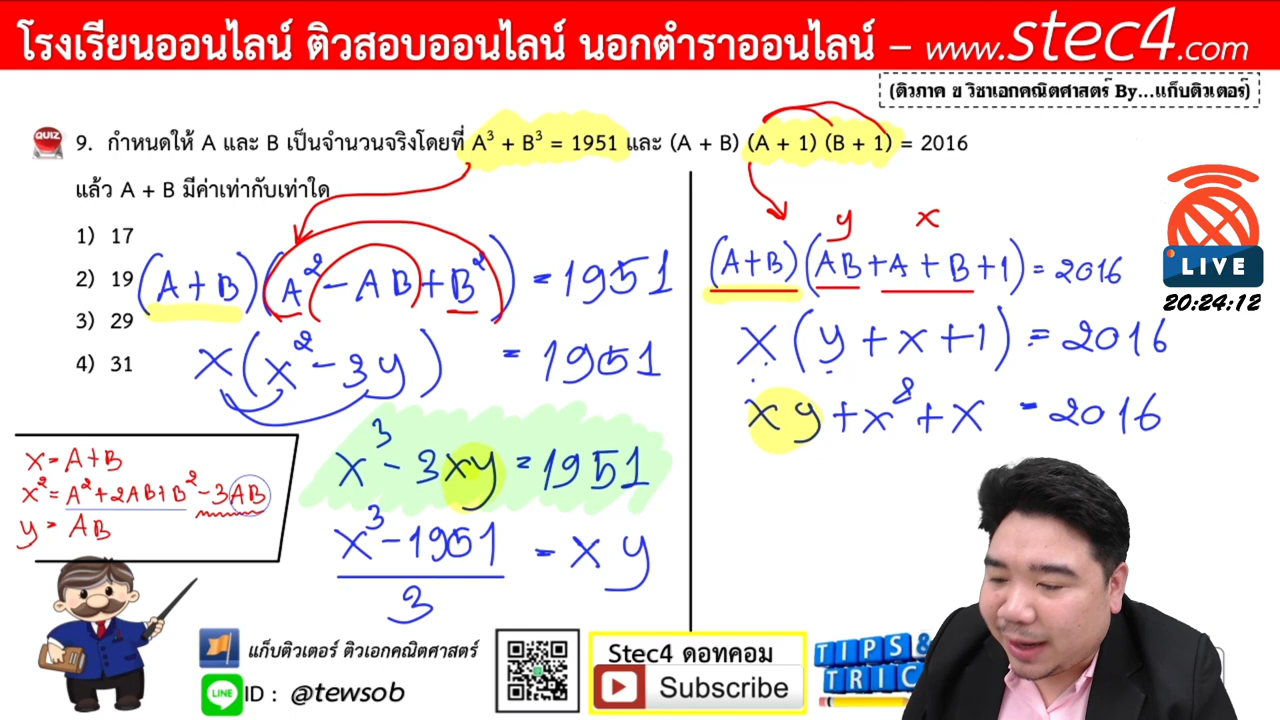 โรงเรียนออนไลน์ ติวสอบออนไลน์ นอกตำราออนไลน์ – www.stec4.com
(ติวภาค ข วิชาเอกคณิตศาสตร์ By...แก็บติวเตอร์)
QUIZ
9. กำหนดให้ A และ B เป็นจำนวนจริงโดยที่ A³ + B³ = 1951 และ (A + B) (A + 1) (B + 1) = 2016
แล้ว A + B มีค่าเท่ากับเท่าใด
1) 17
2) 19
3) 29
4) 31
(A+B)(A²-AB+B²) = 1951
x(x²-3y) = 1951
x³-3xy = 1951
x³-1951
3
= xy
x = A+B
x² = A²+2AB+B²-3AB
y = AB
y x
(A+B)(AB+A+B+1) = 2016
x(y+x+1) = 2016
xy+x²+x = 2016
LIVE
20:24:12
แก็บติวเตอร์ ติวเอกคณิตศาสตร์
LINE ID : @tewsob
Stec4 ดอทคอม
Subscribe
TIPS &
TRIC